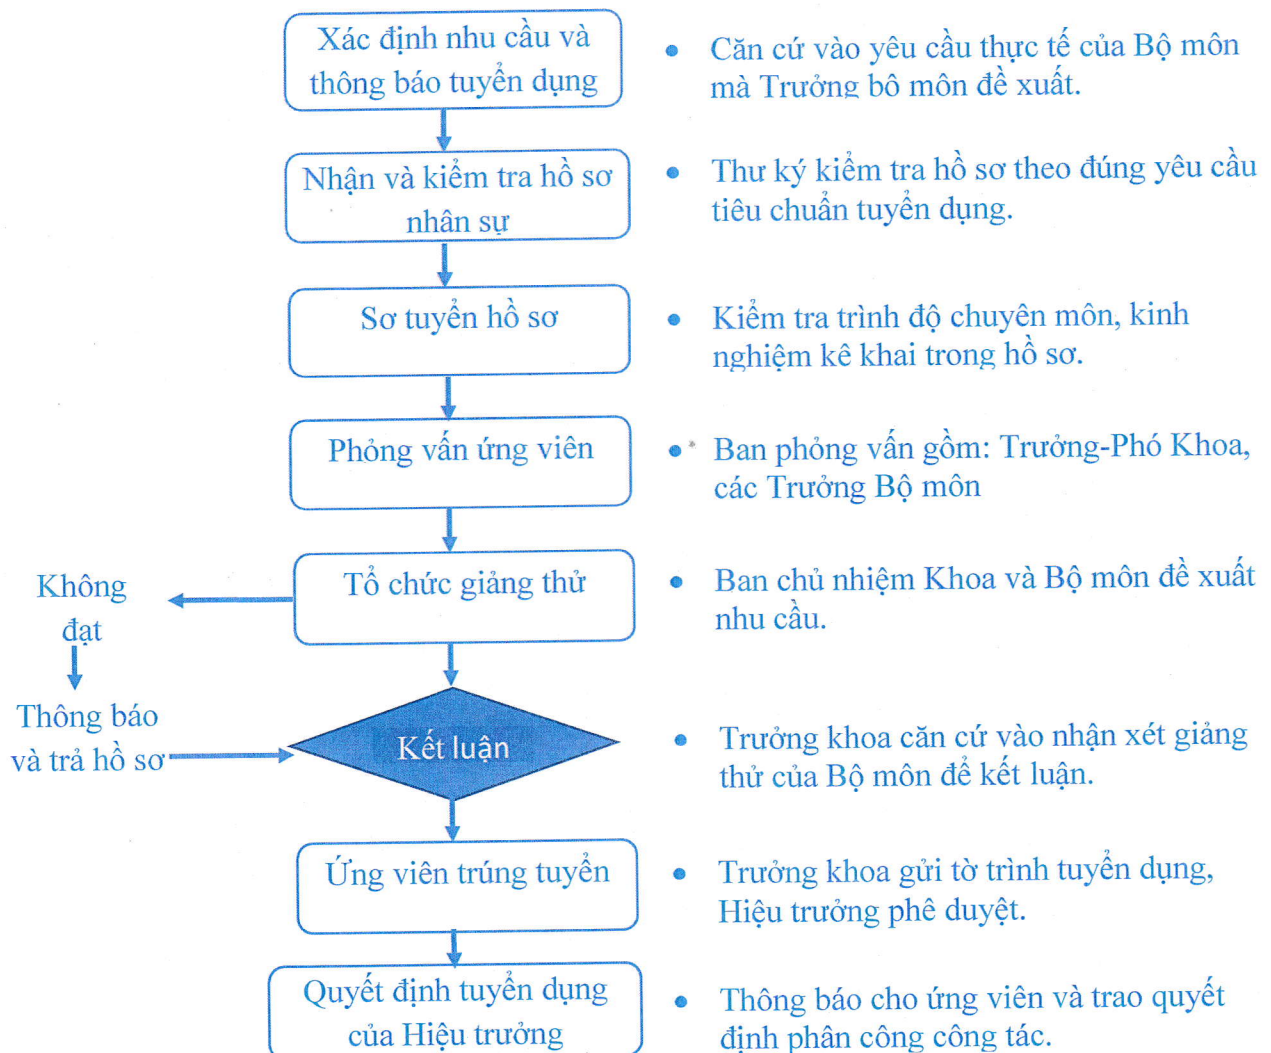 Xác định nhu cầu và
thông báo tuyển dụng
Căn cứ vào yêu cầu thực tế của Bộ môn
mà Trưởng bô môn đề xuất.
Nhận và kiểm tra hồ sơ
nhân sự
Thư ký kiểm tra hồ sơ theo đúng yêu cầu
tiêu chuẩn tuyển dụng.
Sơ tuyển hồ sơ
Kiểm tra trình độ chuyên môn, kinh
nghiệm kê khai trong hồ sơ.
Phỏng vấn ứng viên
Ban phỏng vấn gồm: Trưởng-Phó Khoa,
các Trưởng Bộ môn
Tổ chức giảng thử
Ban chủ nhiệm Khoa và Bộ môn đề xuất
nhu cầu.
Không
đạt
Thông báo
và trả hồ sơ
Kết luận
Trưởng khoa căn cứ vào nhận xét giảng
thử của Bộ môn để kết luận.
Ứng viên trúng tuyển
Trưởng khoa gửi tờ trình tuyển dụng,
Hiệu trưởng phê duyệt.
Quyết định tuyển dụng
của Hiệu trưởng
Thông báo cho ứng viên và trao quyết
định phân công công tác.